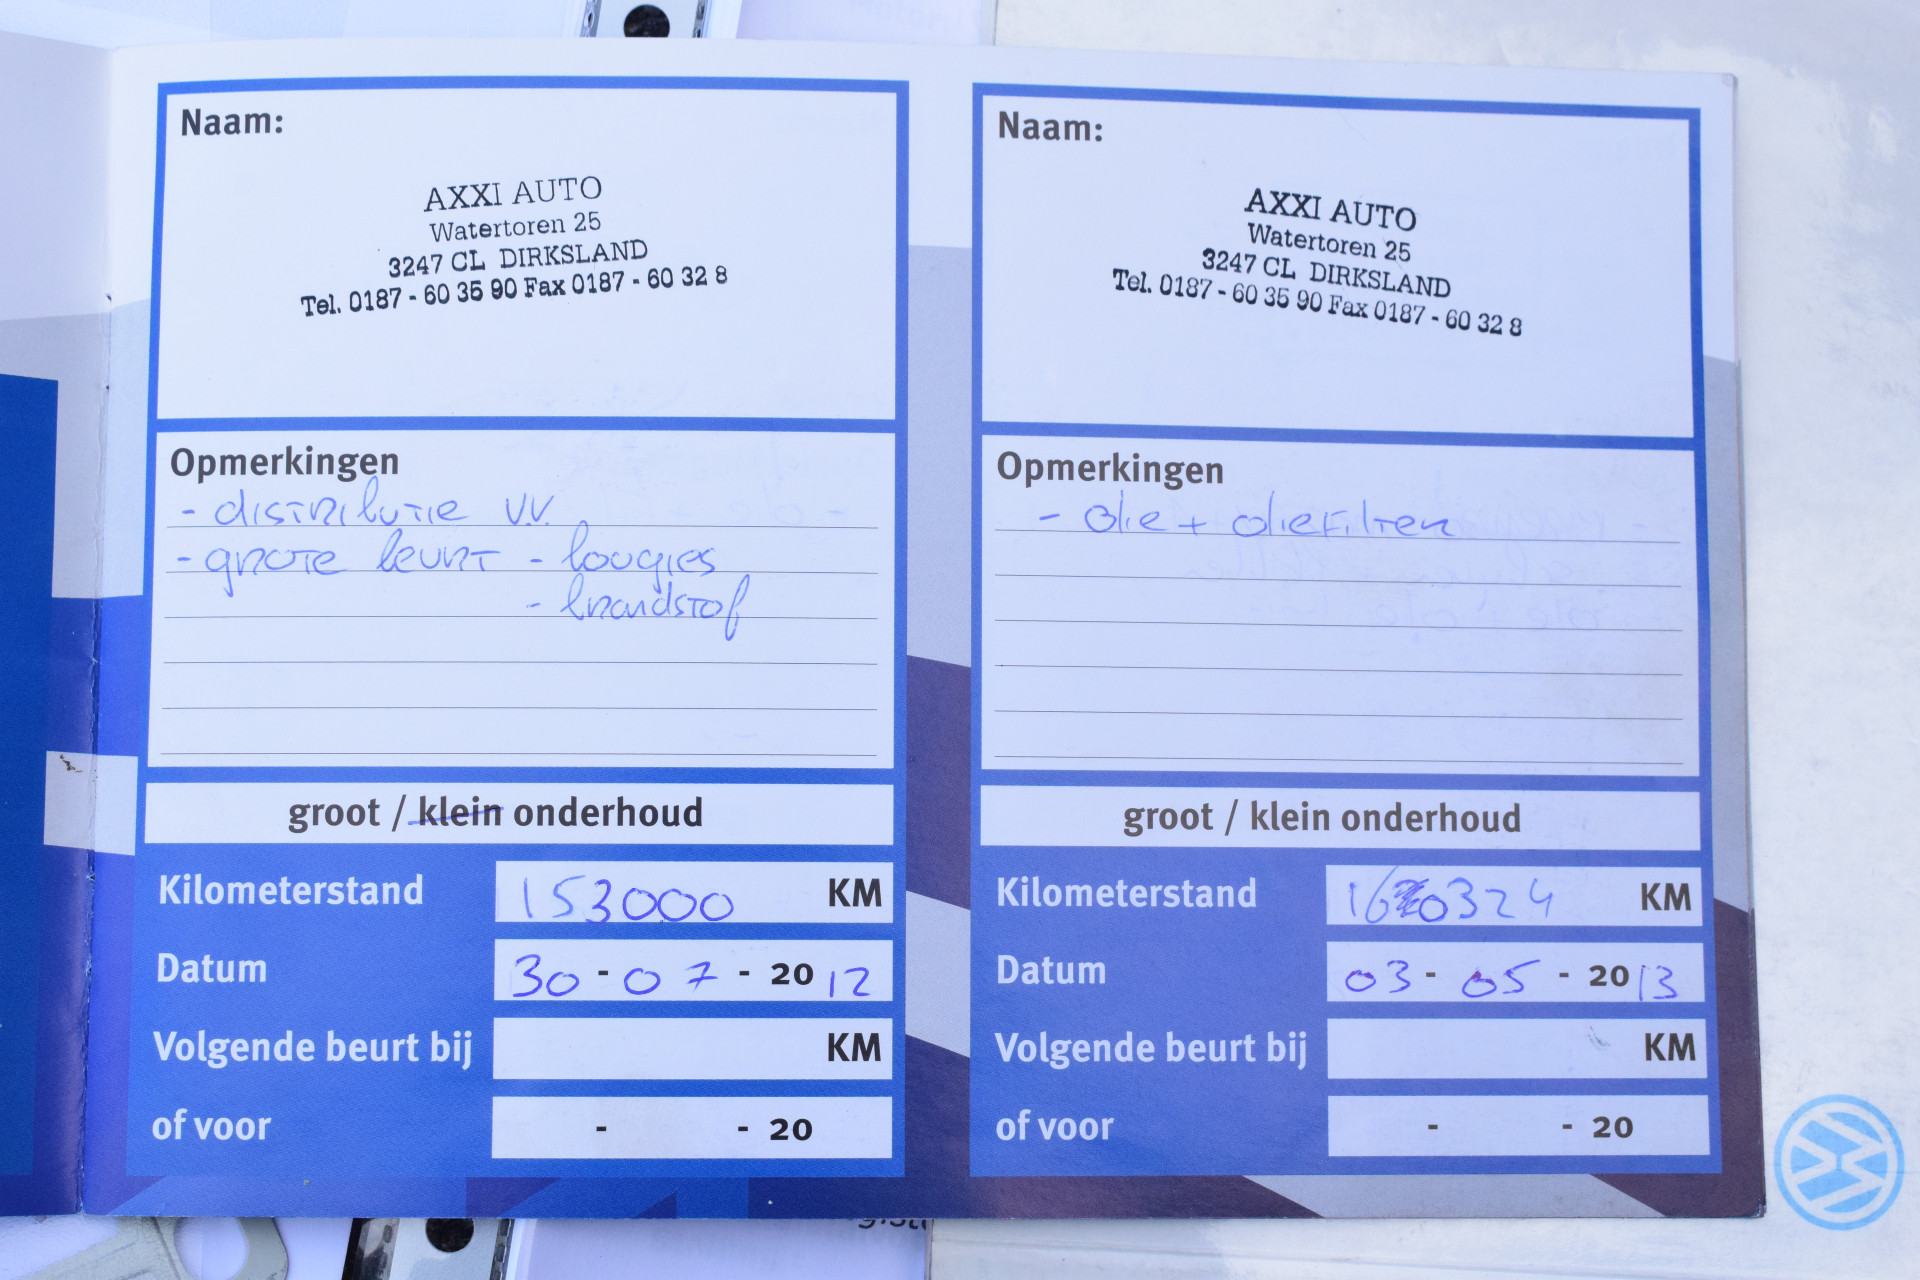 Naam:
AXXI AUTO
Watertoren 25
3247 CL DIRKSLAND
Tel. 0187 - 60 35 90 Fax 0187 - 60 32 8
Opmerkingen
- distributie v.v.
- grote beurt - bougies
- brandstof
groot / klein onderhoud
Kilometerstand 153000 KM
Datum 30 - 07 - 2012
Volgende beurt bij KM
of voor - - 20
Naam:
AXXI AUTO
Watertoren 25
3247 CL DIRKSLAND
Tel. 0187 - 60 35 90 Fax 0187 - 60 32 8
Opmerkingen
- olie + oliefilter
groot / klein onderhoud
Kilometerstand 160324 KM
Datum 03 - 05 - 2013
Volgende beurt bij KM
of voor - - 20